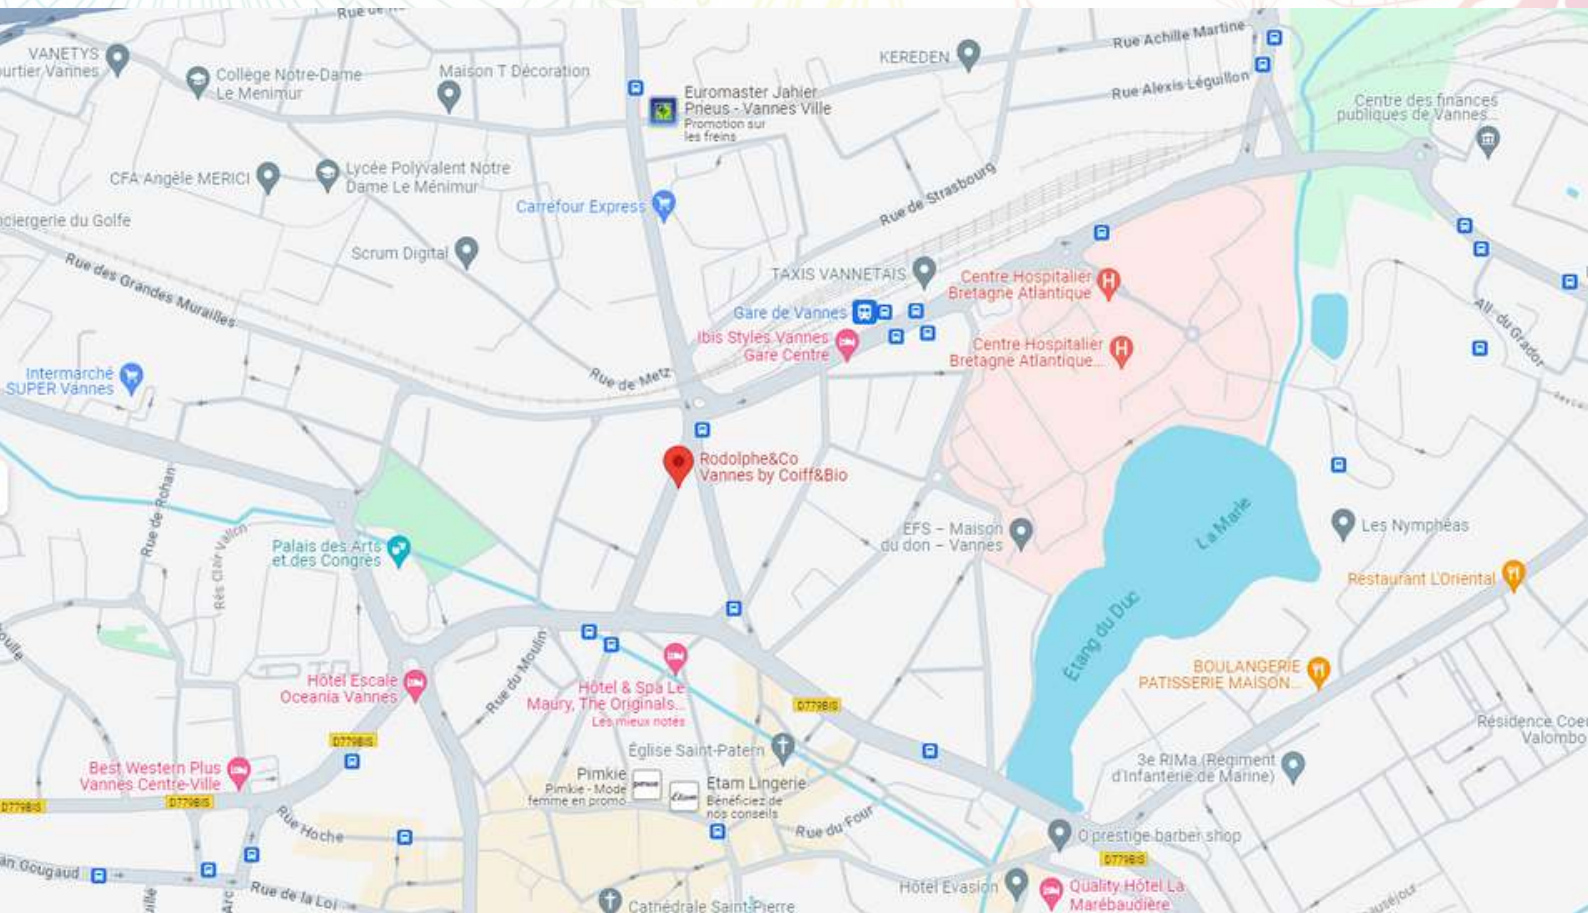 Rue Achille Martine
VANETYS
Courtier Vannes
Collège Notre-Dame
Le Menimur
Maison T Décoration
KEREDEN
Rue Alexis Léguillon
Euromaster Jahier
Pneus - Vannes Ville
Promotion sur
les freins
Centre des finances
publiques de Vannes...
CFA Angèle MERICI
Lycée Polyvalent Notre
Dame Le Ménimur
Carrefour Express
Rue de Strasbourg
nciergerie du Golfe
Scrum Digital
Rue des Grandes Murailles
TAXIS VANNETAIS
Centre Hospitalier
Bretagne Atlantique
Gare de Vannes
Ibis Styles Vannes
Gare Centre
Centre Hospitalier
Bretagne Atlantique...
All. du Grador
Intermarché
SUPER Vannes
Rue de Metz
Rodolphe&Co
Vannes by Coiff&Bio
Rue de Rohan
Rés Clair Vallon
Palais des Arts
et des Congrès
EFS – Maison
du don – Vannes
La Marle
Les Nymphéas
Restaurant L'Oriental
Étang du Duc
Rue du Moulin
Hôtel Escale
Oceania Vannes
Hôtel & Spa Le
Maury, The Originals...
Les mieux notés
BOULANGERIE
PATISSERIE MAISON...
D779BIS
D779BIS
Église Saint-Patern
Résidence Coeu
Valombo
3e RIMa (Régiment
d'Infanterie de Marine)
Best Western Plus
Vannes Centre-Ville
Pimkie
Pimkie - Mode
femme en promo
Etam Lingerie
Bénéficiez de
nos conseils
D779BIS
D779BIS
Rue Hoche
Rue du Four
O'prestige barber shop
D779BIS
an Gougaud
Rue de la Loi
Hôtel Evasion
Quality Hôtel La
Marébaudière
Cathédrale Saint-Pierre